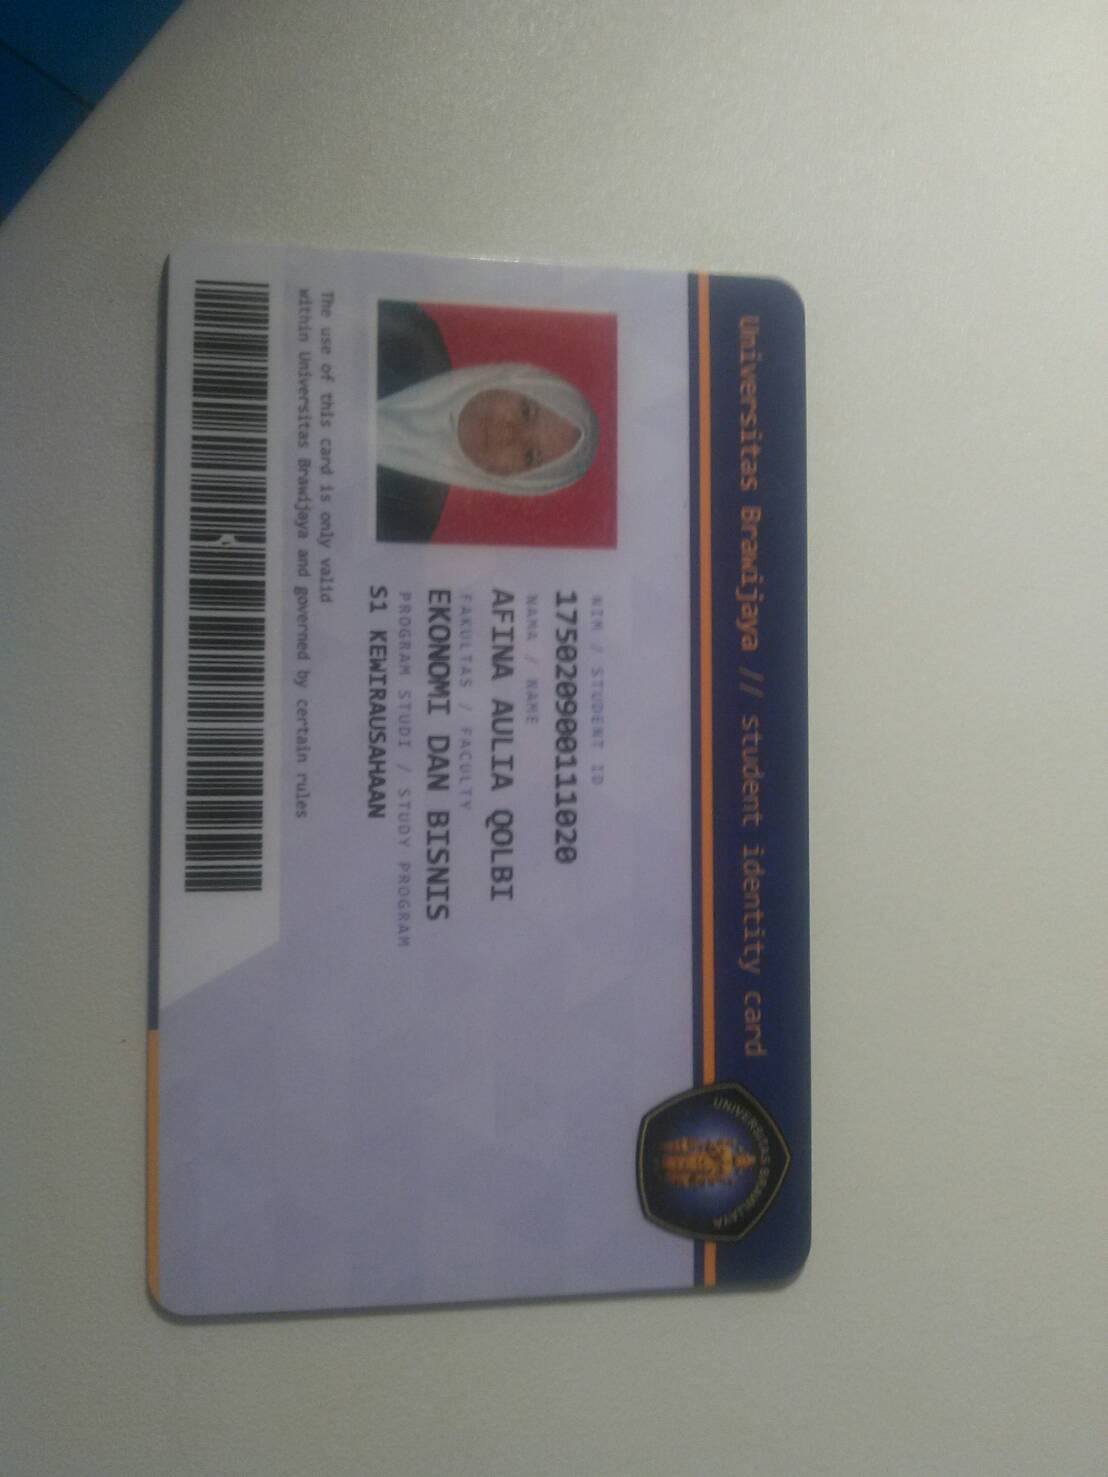 Universitas Brawijaya // student identity card
UNIVERSITAS BRAWIJAYA
NIM / STUDENT ID
175020900111020
NAMA / NAME
AFINA AULIA QOLBI
FAKULTAS / FACULTY
EKONOMI DAN BISNIS
PROGRAM STUDI / STUDY PROGRAM
S1 KEWIRAUSAHAAN
The use of this card is only valid
within Universitas Brawijaya and governed by certain rules